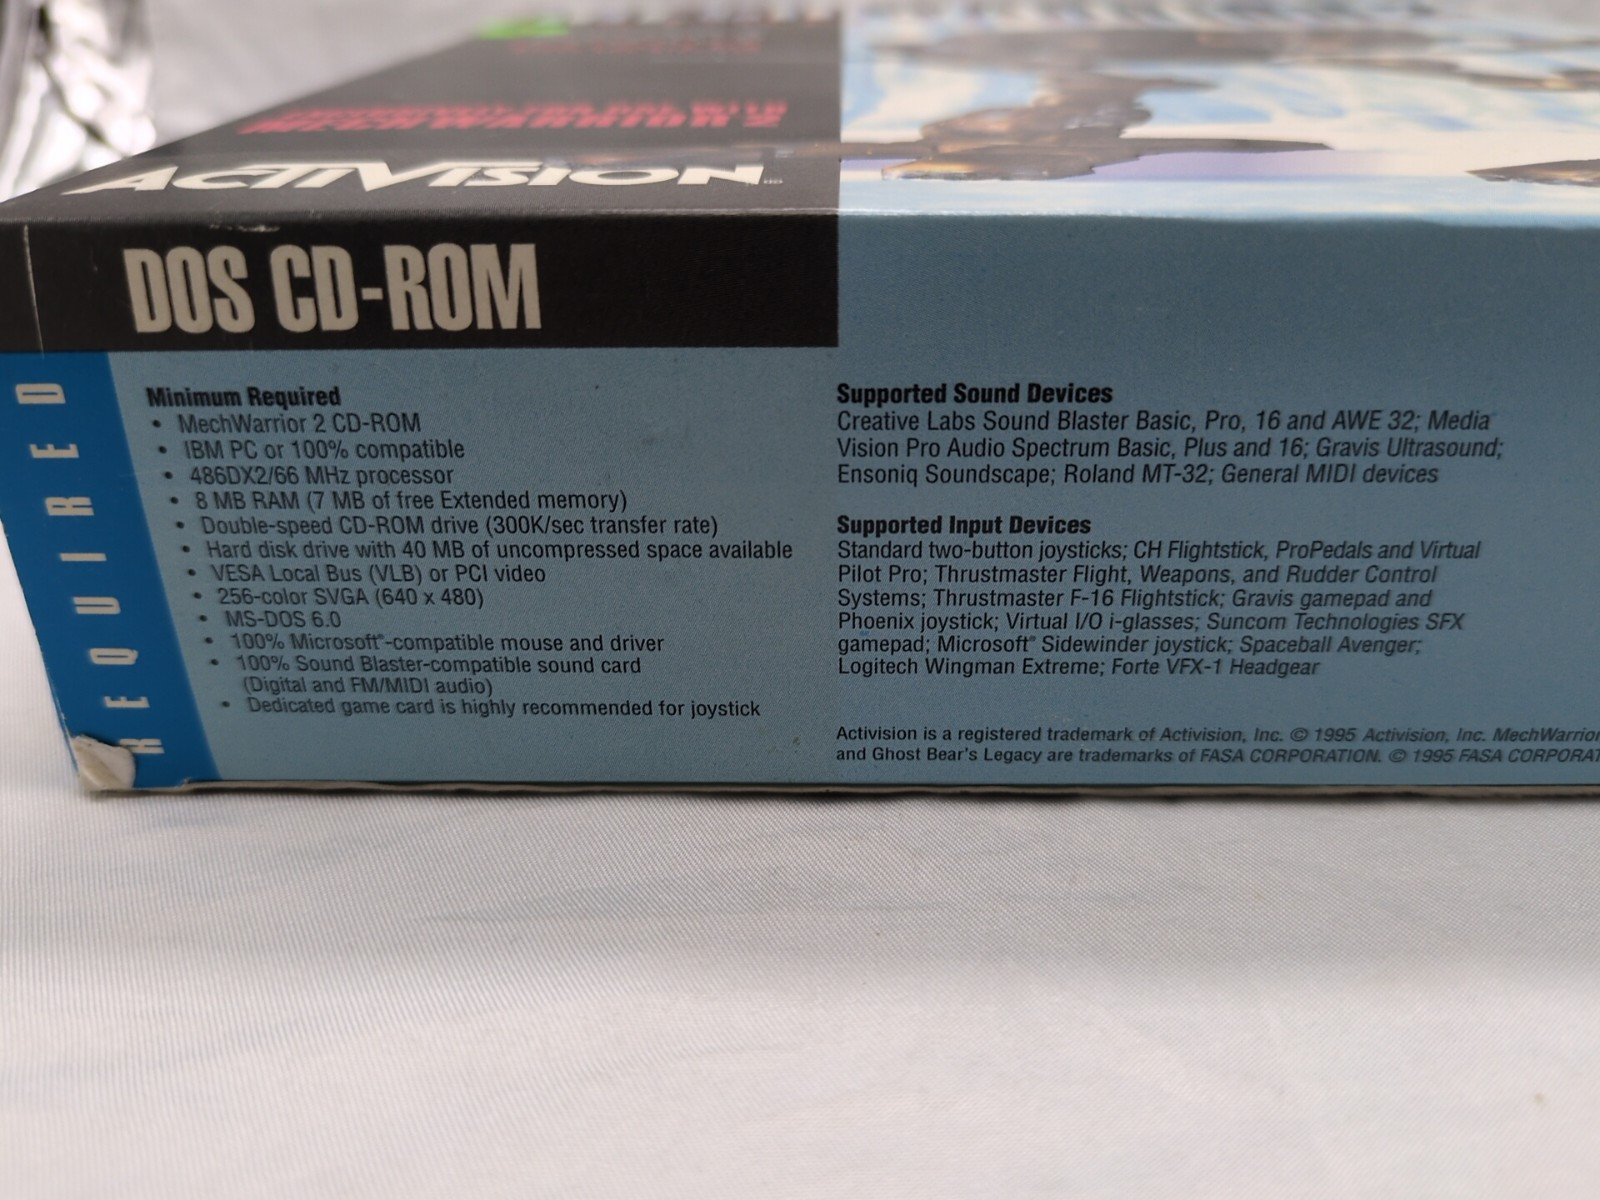 MECHWARRIOR 2
ACTIVISION
DOS CD-ROM
REQUIRED
Minimum Required
• MechWarrior 2 CD-ROM
• IBM PC or 100% compatible
• 486DX2/66 MHz processor
• 8 MB RAM (7 MB of free Extended memory)
• Double-speed CD-ROM drive (300K/sec transfer rate)
• Hard disk drive with 40 MB of uncompressed space available
• VESA Local Bus (VLB) or PCI video
• 256-color SVGA (640 x 480)
• MS-DOS 6.0
• 100% Microsoft®-compatible mouse and driver
• 100% Sound Blaster-compatible sound card
(Digital and FM/MIDI audio)
• Dedicated game card is highly recommended for joystick
Supported Sound Devices
Creative Labs Sound Blaster Basic, Pro, 16 and AWE 32; Media
Vision Pro Audio Spectrum Basic, Plus and 16; Gravis Ultrasound;
Ensoniq Soundscape; Roland MT-32; General MIDI devices
Supported Input Devices
Standard two-button joysticks; CH Flightstick, ProPedals and Virtual
Pilot Pro; Thrustmaster Flight, Weapons, and Rudder Control
Systems; Thrustmaster F-16 Flightstick; Gravis gamepad and
Phoenix joystick; Virtual I/O i-glasses; Suncom Technologies SFX
gamepad; Microsoft® Sidewinder joystick; Spaceball Avenger;
Logitech Wingman Extreme; Forte VFX-1 Headgear
Activision is a registered trademark of Activision, Inc. © 1995 Activision, Inc. MechWarrior
and Ghost Bear's Legacy are trademarks of FASA CORPORATION. © 1995 FASA CORPORAT